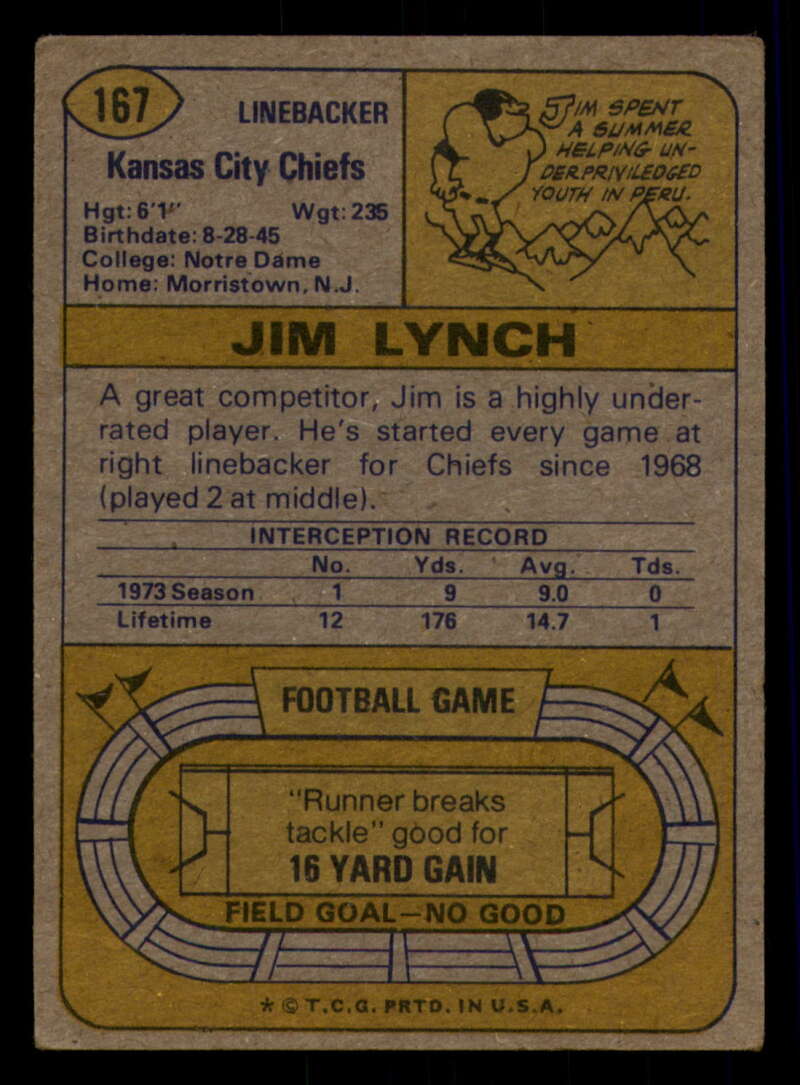 167
LINEBACKER
Kansas City Chiefs
Hgt: 6'1" Wgt: 235
Birthdate: 8-28-45
College: Notre Dame
Home: Morristown, N.J.
JIM SPENT
A SUMMER
HELPING UN-
DERPRIVILEDGED
YOUTH IN PERU.
JIM LYNCH
A great competitor, Jim is a highly under-
rated player. He's started every game at
right linebacker for Chiefs since 1968
(played 2 at middle).
INTERCEPTION RECORD
No. Yds. Avg. Tds.
1973 Season 1 9 9.0 0
Lifetime 12 176 14.7 1
FOOTBALL GAME
"Runner breaks
tackle" good for
16 YARD GAIN
FIELD GOAL—NO GOOD
* © T.C.G. PRTD. IN U.S.A.